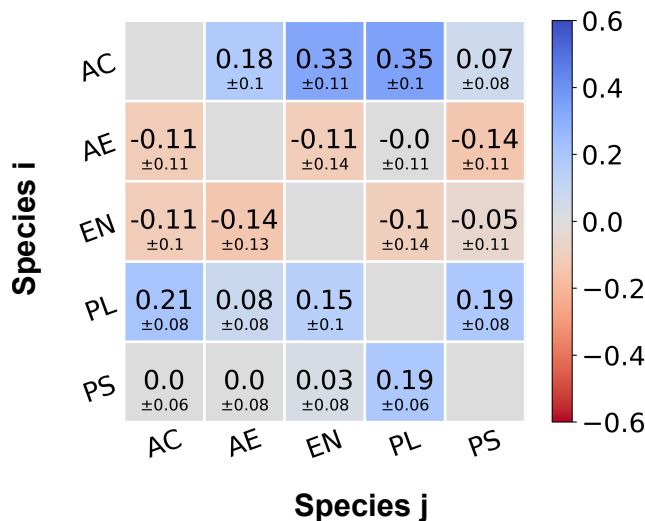 AC 0.18 0.33 0.35 0.07 0.6
±0.1 ±0.11 ±0.1 ±0.08
0.4
AE -0.11 -0.11 -0.0 -0.14
±0.11 ±0.14 ±0.11 ±0.11 0.2
Species i
EN -0.11 -0.14 -0.1 -0.05 0.0
±0.1 ±0.13 ±0.14 ±0.11
−0.2
PL 0.21 0.08 0.15 0.19
±0.08 ±0.08 ±0.1 ±0.08
−0.4
PS 0.0 0.0 0.03 0.19
±0.06 ±0.08 ±0.08 ±0.06
−0.6
AC AE EN PL PS
Species j